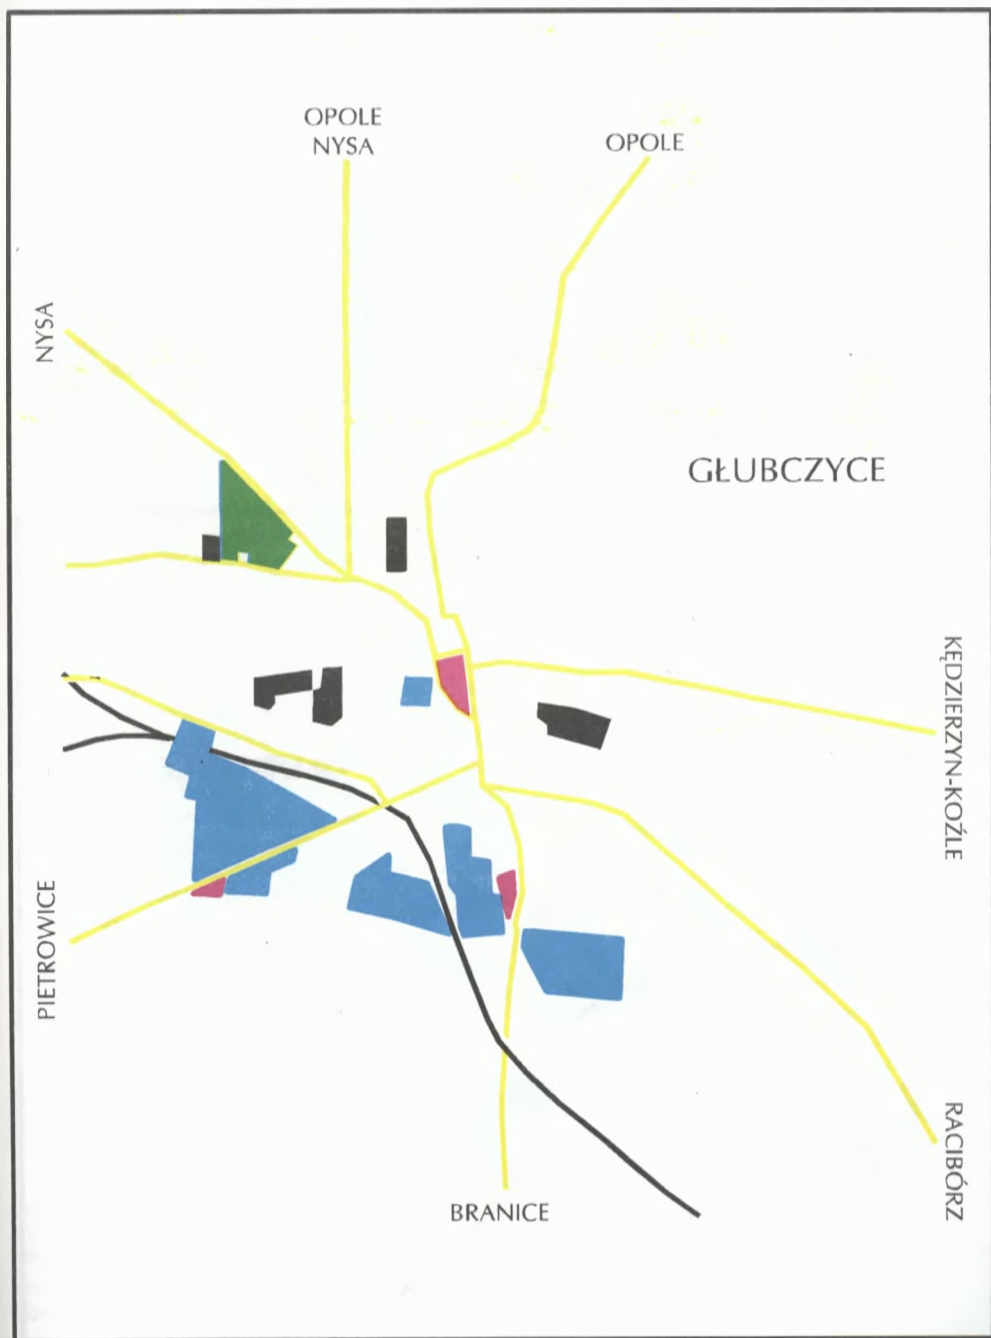 OPOLE
NYSA
OPOLE
NYSA
GŁUBCZYCE
KĘDZIERZYN-KOŹLE
PIETROWICE
RACIBÓRZ
BRANICE